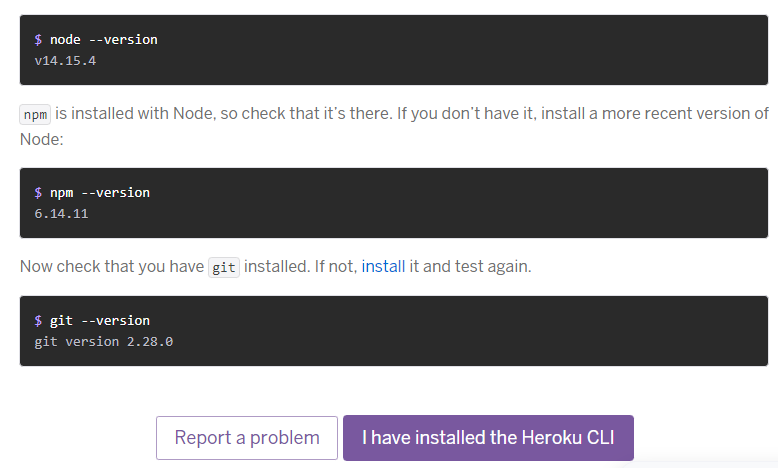 $ node --version
v14.15.4
npm is installed with Node, so check that it's there. If you don't have it, install a more recent version of
Node:
$ npm --version
6.14.11
Now check that you have git installed. If not, install it and test again.
$ git --version
git version 2.28.0
Report a problem
I have installed the Heroku CLI